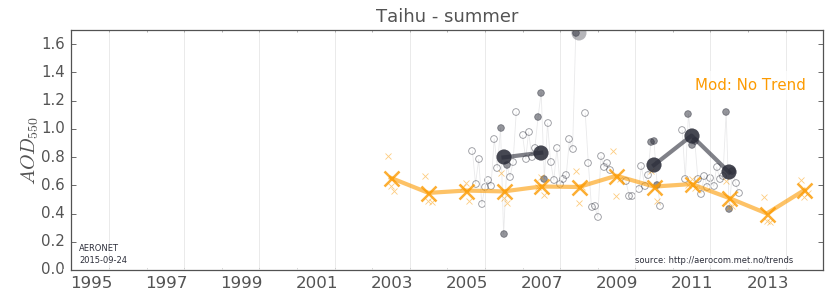 Taihu - summer
1.6
1.4
1.2
1.0
0.8
0.6
0.4
0.2
0.0
AOD550
Mod: No Trend
AERONET
2015-09-24
source: http://aerocom.met.no/trends
1995 1997 1999 2001 2003 2005 2007 2009 2011 2013